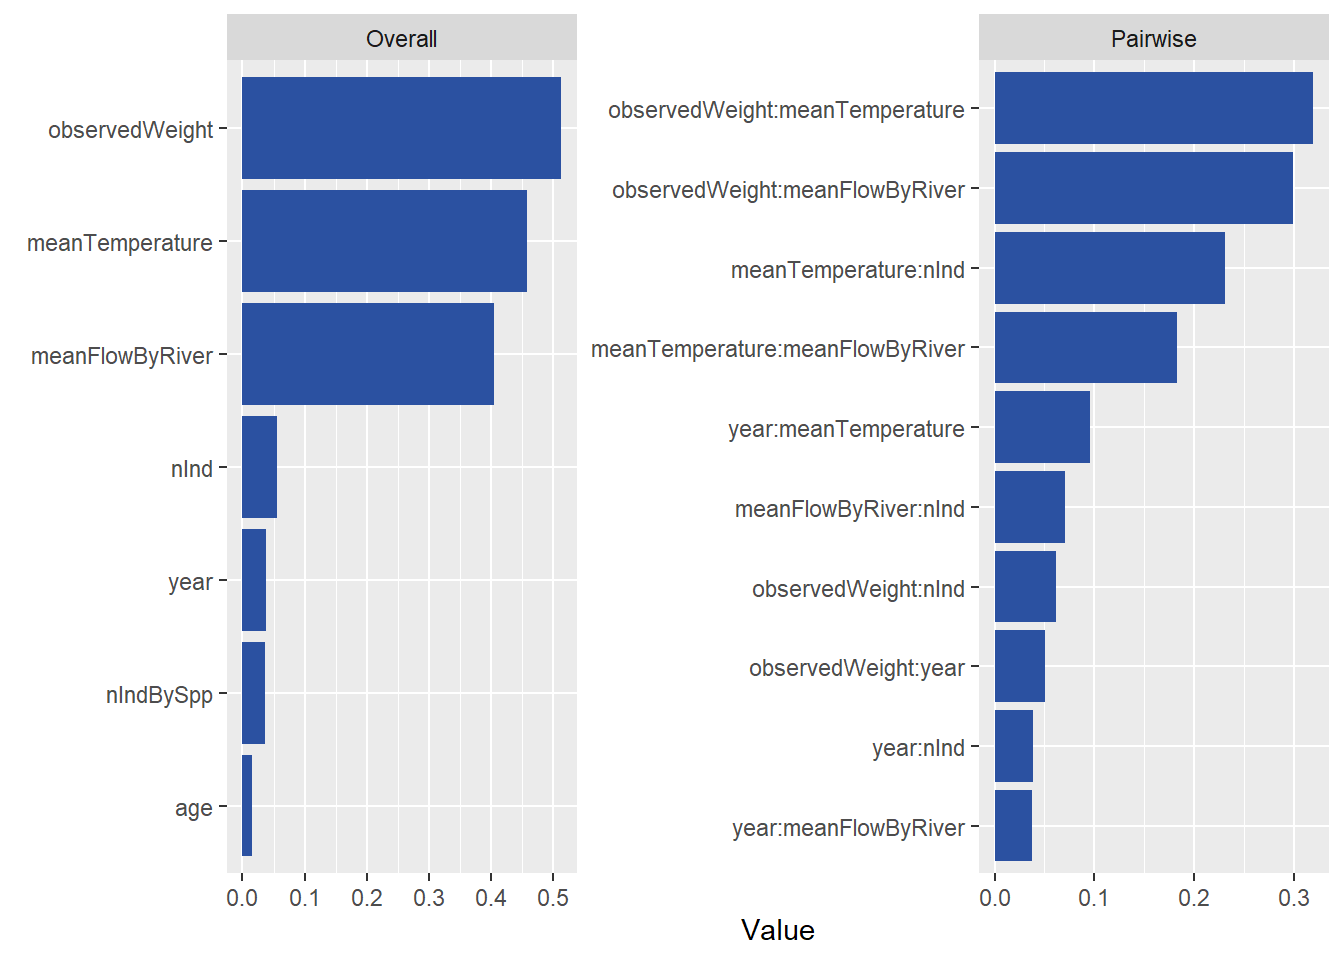 Overall
observedWeight
meanTemperature
meanFlowByRiver
nInd
year
nIndBySpp
age
0.0 0.1 0.2 0.3 0.4 0.5
Pairwise
observedWeight:meanTemperature
observedWeight:meanFlowByRiver
meanTemperature:nInd
meanTemperature:meanFlowByRiver
year:meanTemperature
meanFlowByRiver:nInd
observedWeight:nInd
observedWeight:year
year:nInd
year:meanFlowByRiver
0.0 0.1 0.2 0.3
Value